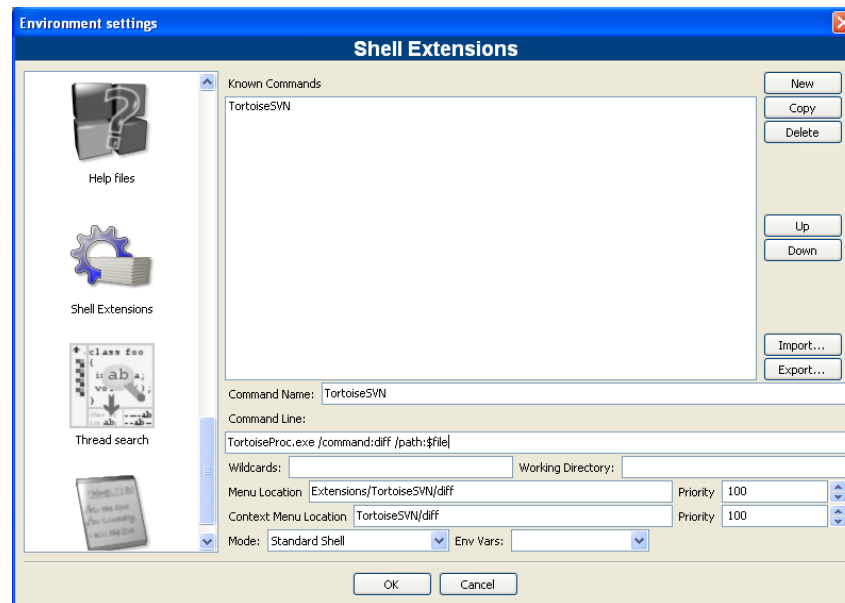 Environment settings
Shell Extensions
Help files
Shell Extensions
class foo
ab
Thread search
Known Commands
TortoiseSVN
New
Copy
Delete
Up
Down
Import...
Export...
Command Name: TortoiseSVN
Command Line:
TortoiseProc.exe /command:diff /path:$file
Wildcards: Working Directory:
Menu Location Extensions/TortoiseSVN/diff Priority 100
Context Menu Location TortoiseSVN/diff Priority 100
Mode: Standard Shell Env Vars:
OK Cancel